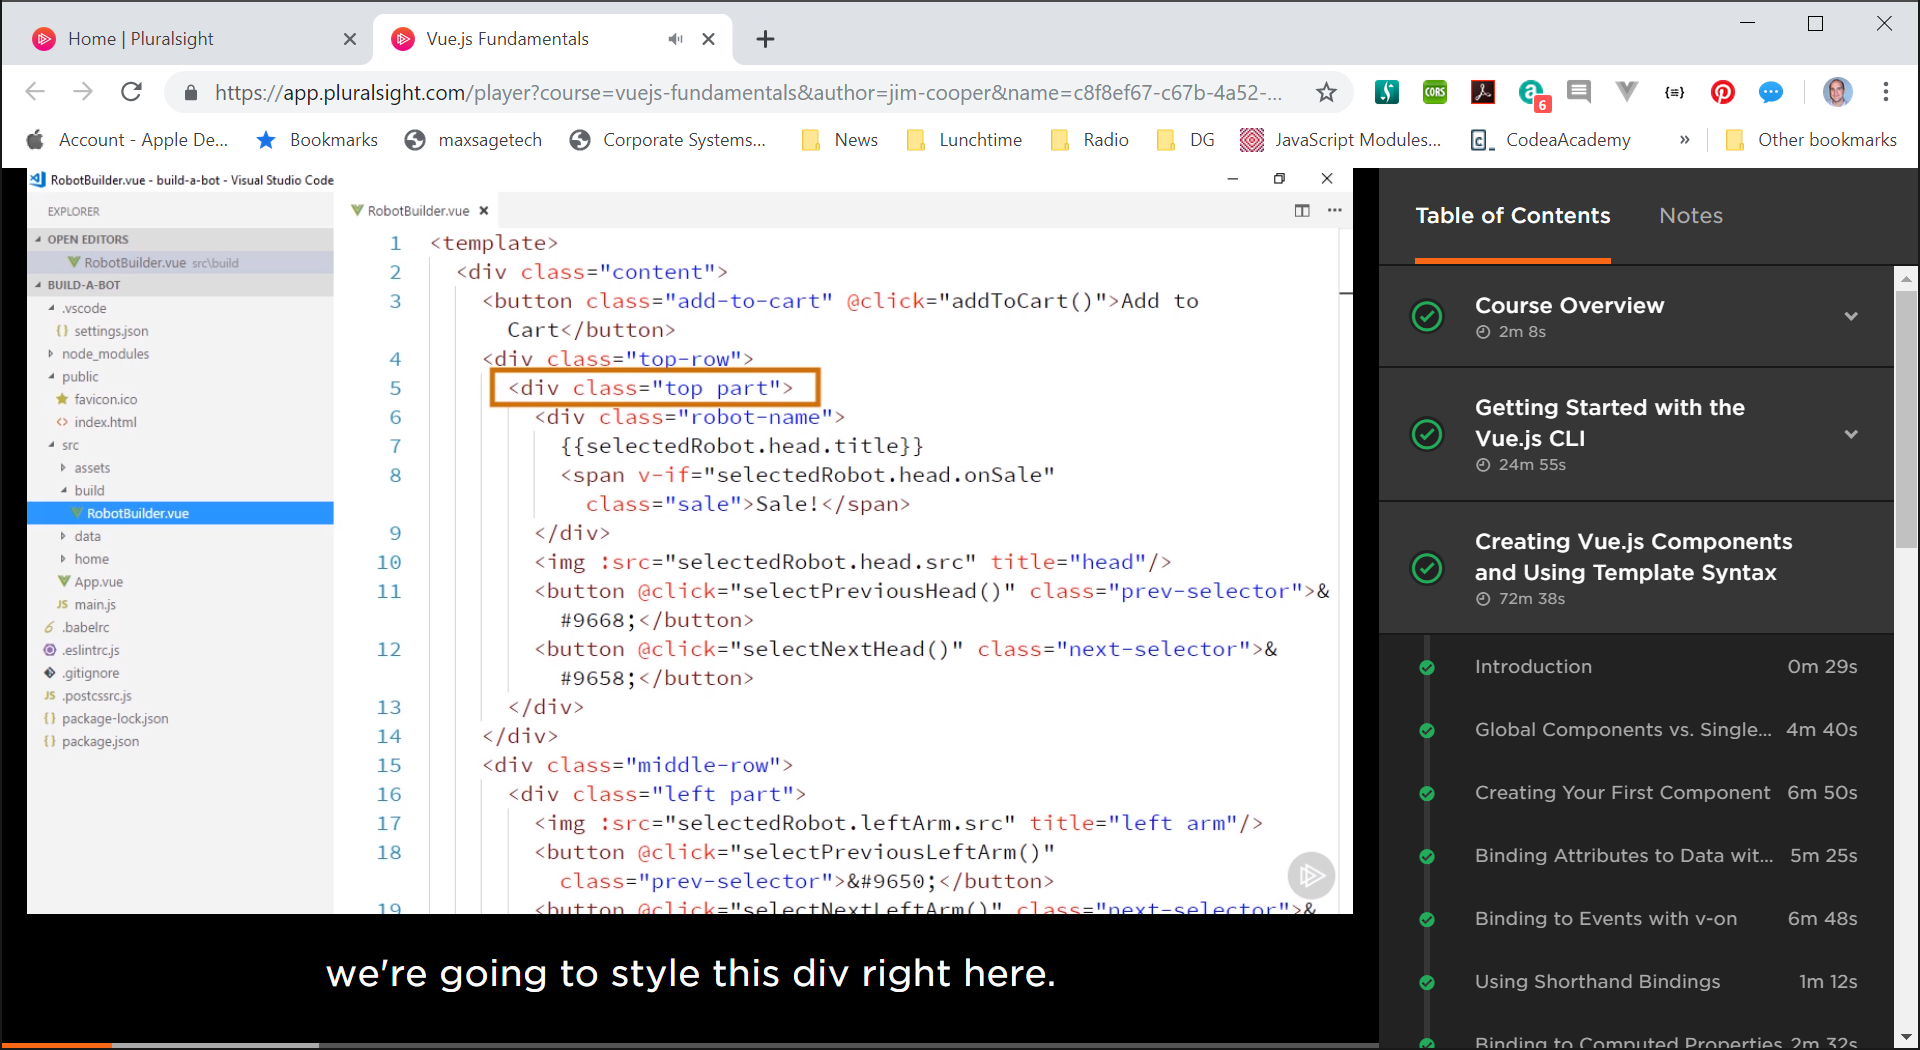 Home | Pluralsight
Vue.js Fundamentals
https://app.pluralsight.com/player?course=vuejs-fundamentals&author=jim-cooper&name=c8f8ef67-c67b-4a52-...
CORS
6
{≡}
Account - Apple De...
Bookmarks
maxsagetech
Corporate Systems...
News
Lunchtime
Radio
DG
JavaScript Modules...
CodeaAcademy
»
Other bookmarks
RobotBuilder.vue - build-a-bot - Visual Studio Code
EXPLORER
OPEN EDITORS
RobotBuilder.vue src\build
BUILD-A-BOT
.vscode
{} settings.json
node_modules
public
favicon.ico
<> index.html
src
assets
build
RobotBuilder.vue
data
home
App.vue
JS main.js
.babelrc
.eslintrc.js
.gitignore
JS .postcssrc.js
{} package-lock.json
{} package.json
RobotBuilder.vue
1 <template>
2 <div class="content">
3 <button class="add-to-cart" @click="addToCart()">Add to
Cart</button>
4 <div class="top-row">
5 <div class="top part">
6 <div class="robot-name">
7 {{selectedRobot.head.title}}
8 <span v-if="selectedRobot.head.onSale"
class="sale">Sale!</span>
9 </div>
10 <img :src="selectedRobot.head.src" title="head"/>
11 <button @click="selectPreviousHead()" class="prev-selector">&
#9668;</button>
12 <button @click="selectNextHead()" class="next-selector">&
#9658;</button>
13 </div>
14 </div>
15 <div class="middle-row">
16 <div class="left part">
17 <img :src="selectedRobot.leftArm.src" title="left arm"/>
18 <button @click="selectPreviousLeftArm()"
class="prev-selector">&#9650;</button>
19 <button @click="selectNextLeftArm()" class="next-selector">&
we're going to style this div right here.
Table of Contents
Notes
Course Overview
2m 8s
Getting Started with the
Vue.js CLI
24m 55s
Creating Vue.js Components
and Using Template Syntax
72m 38s
Introduction 0m 29s
Global Components vs. Single... 4m 40s
Creating Your First Component 6m 50s
Binding Attributes to Data wit... 5m 25s
Binding to Events with v-on 6m 48s
Using Shorthand Bindings 1m 12s
Binding to Computed Properties 2m 32s